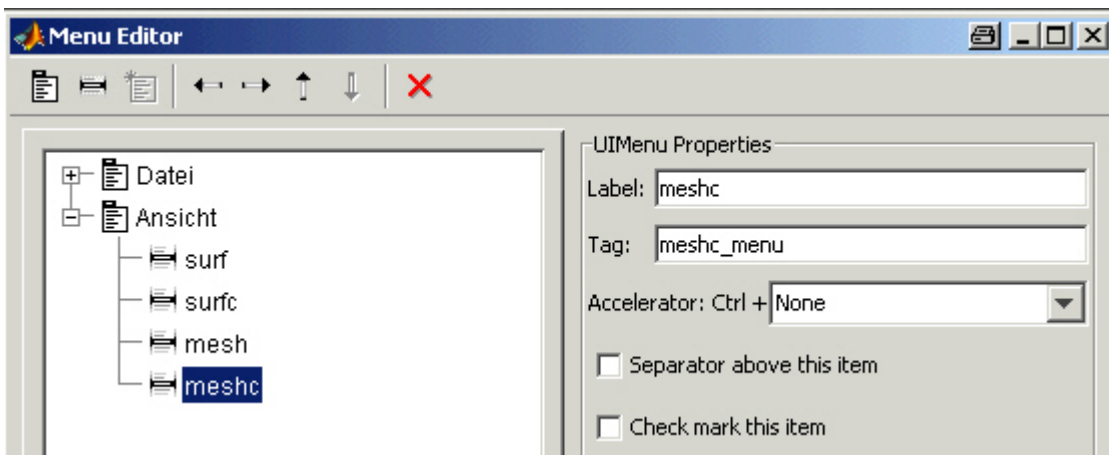 Menu Editor
Datei
Ansicht
surf
surfc
mesh
meshc
UIMenu Properties
Label: meshc
Tag: meshc_menu
Accelerator: Ctrl + None
Separator above this item
Check mark this item